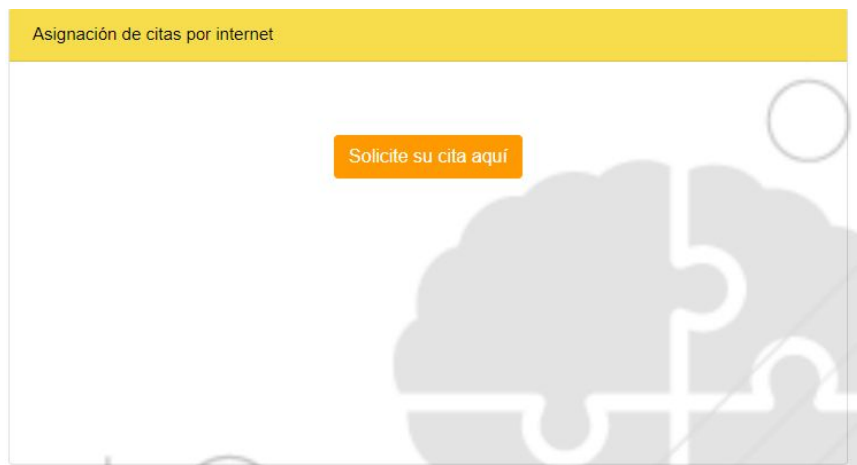 Asignación de citas por internet
Solicite su cita aquí